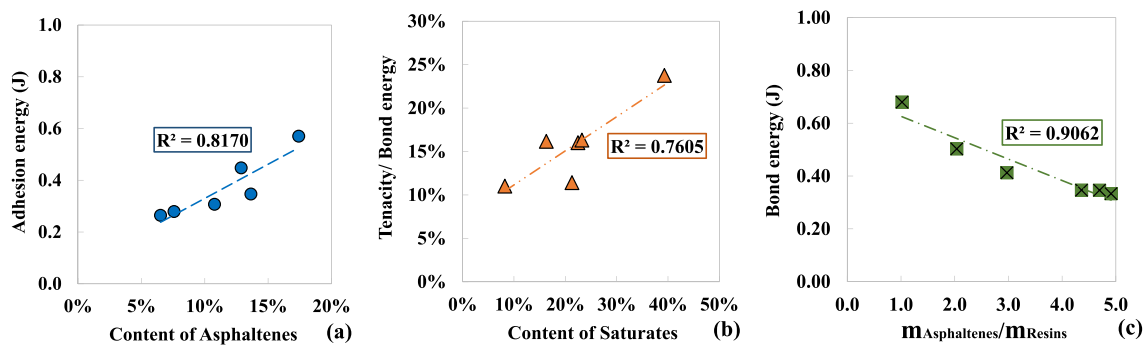 1.0
0.8
0.6
0.4
0.2
0.0
Adhesion energy (J)
R² = 0.8170
5% 10% 15% 20%
Content of Asphaltenes
(a)
30%
25%
20%
15%
10%
5%
0%
Tenacity/ Bond energy
R² = 0.7605
0% 10% 20% 30% 40% 50%
Content of Saturates
(b)
1.00
0.80
0.60
0.40
0.20
0.00
Bond energy (J)
R² = 0.9062
0.0 1.0 2.0 3.0 4.0 5.0
mAsphaltenes/mResins
(c)